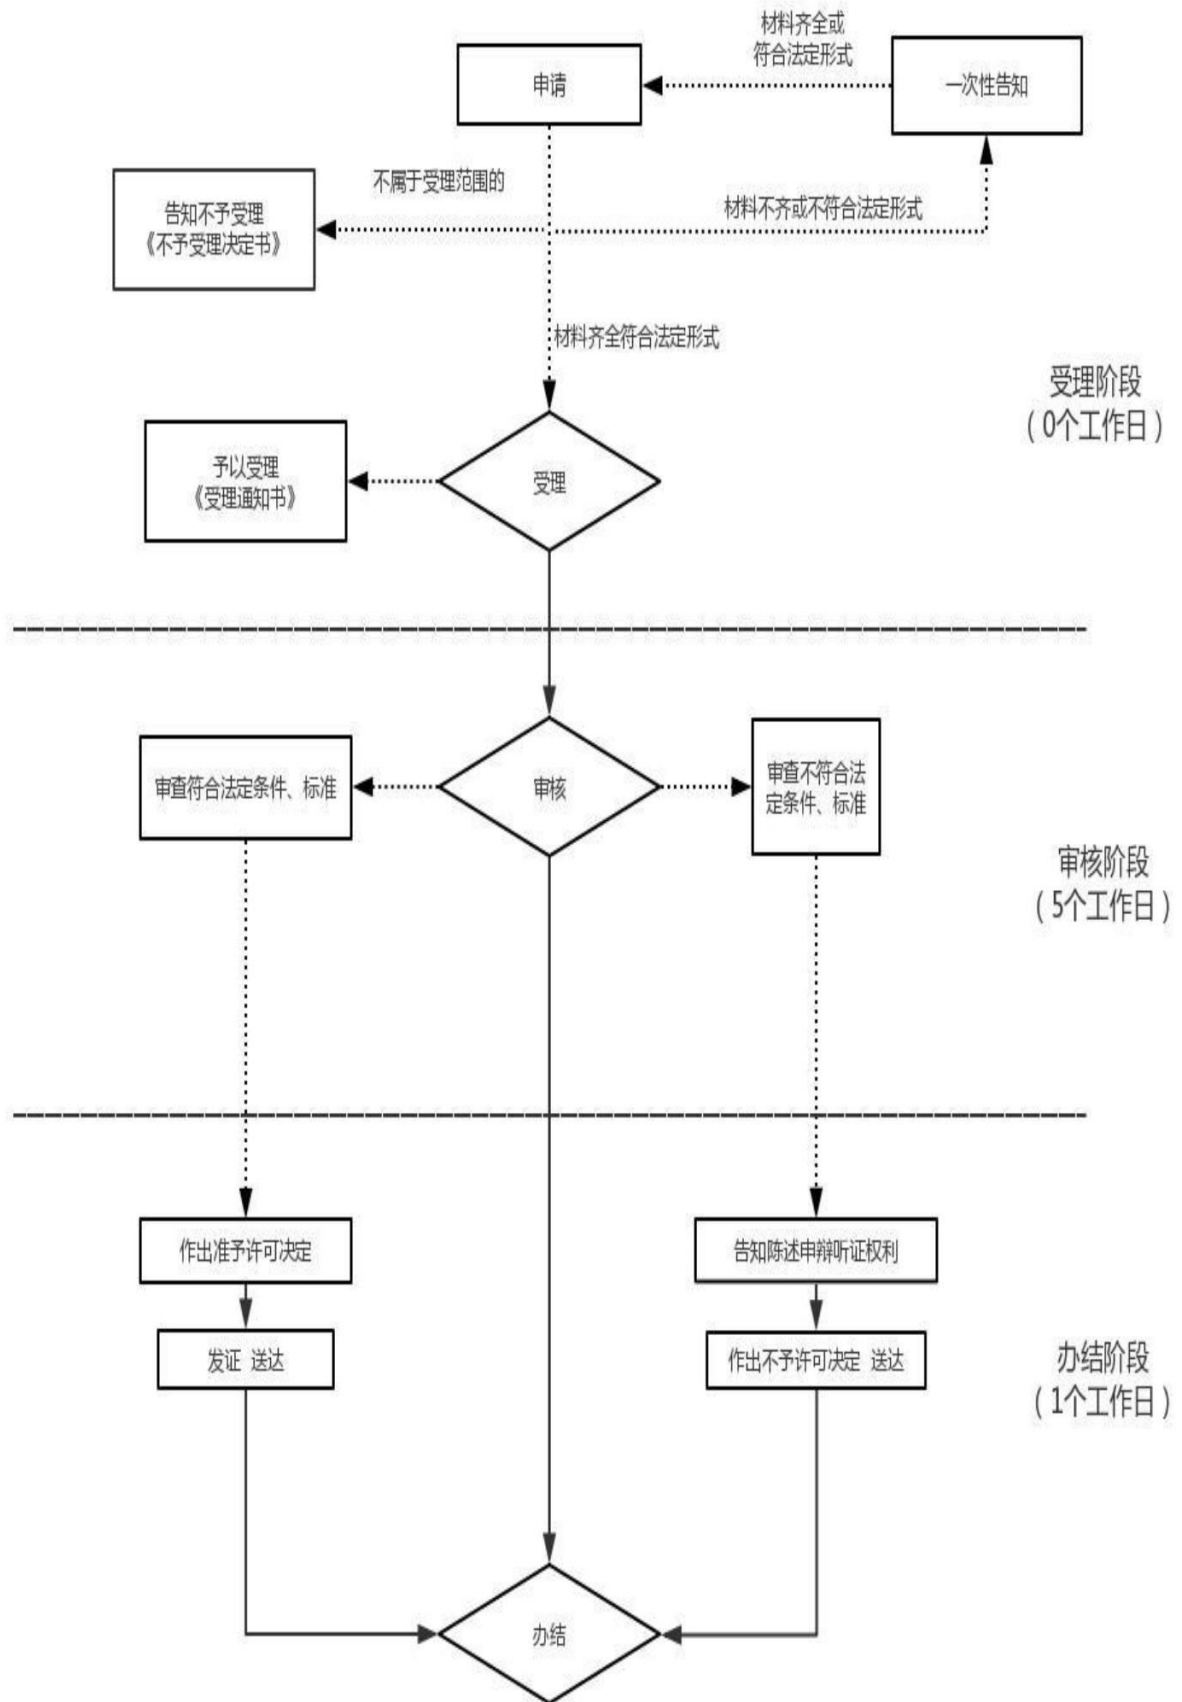 材料齐全或
符合法定形式
申请
一次性告知
不属于受理范围的
告知不予受理
《不予受理决定书》
材料不齐或不符合法定形式
材料齐全符合法定形式
受理阶段
（0个工作日）
予以受理
《受理通知书》
受理
审查符合法定条件、标准
审核
审查不符合法
定条件、标准
审核阶段
（5个工作日）
作出准予许可决定
告知陈述申辩听证权利
发证 送达
作出不予许可决定 送达
办结阶段
（1个工作日）
办结